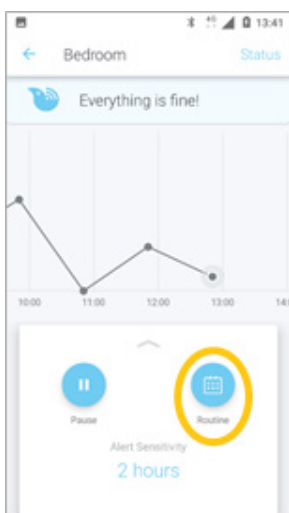 13:41
Bedroom Status
Everything is fine!
10:00 11:00 12:00 13:00 14:
Pause Routine
Alert Sensitivity
2 hours